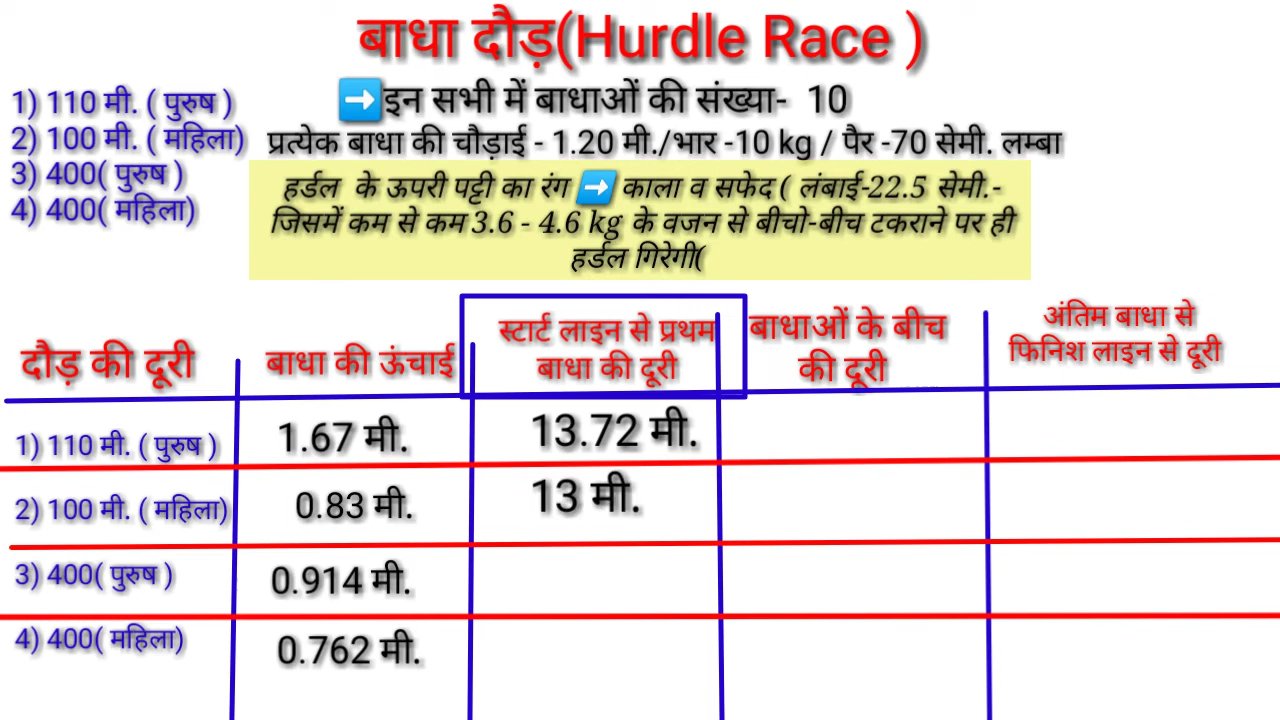 बाधा दौड़(Hurdle Race )
1) 110 मी. ( पुरुष )
2) 100 मी. ( महिला)
3) 400( पुरुष )
4) 400( महिला)
➡️इन सभी में बाधाओं की संख्या- 10
प्रत्येक बाधा की चौड़ाई - 1.20 मी./भार -10 kg / पैर -70 सेमी. लम्बा
हर्डल के ऊपरी पट्टी का रंग ➡️ काला व सफेद ( लंबाई-22.5 सेमी.-
जिसमें कम से कम 3.6 - 4.6 kg के वजन से बीचो-बीच टकराने पर ही
हर्डल गिरेगी(
दौड़ की दूरी
बाधा की ऊंचाई
स्टार्ट लाइन से प्रथम
बाधा की दूरी
बाधाओं के बीच
की दूरी
अंतिम बाधा से
फिनिश लाइन से दूरी
1) 110 मी. ( पुरुष ) 1.67 मी. 13.72 मी.
2) 100 मी. ( महिला) 0.83 मी. 13 मी.
3) 400( पुरुष ) 0.914 मी.
4) 400( महिला) 0.762 मी.